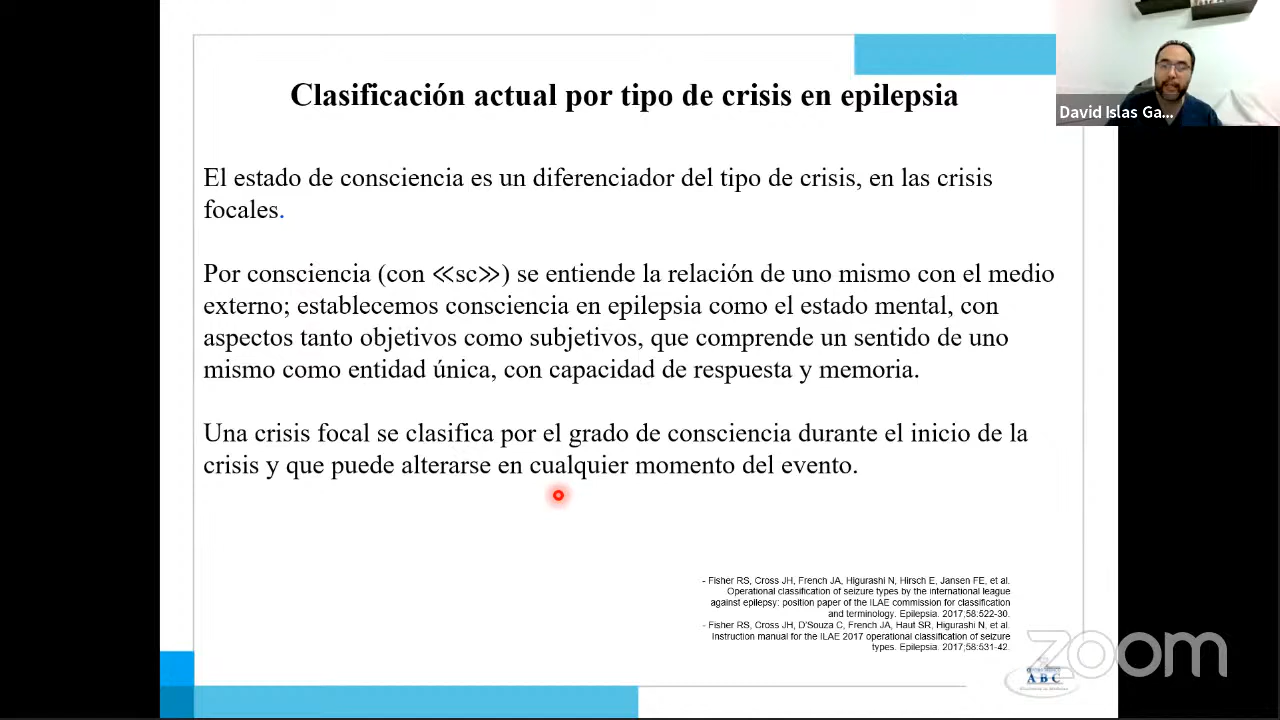 Clasificación actual por tipo de crisis en epilepsia
David Islas Ga...
El estado de consciencia es un diferenciador del tipo de crisis, en las crisis
focales.
Por consciencia (con ≪sc≫) se entiende la relación de uno mismo con el medio
externo; establecemos consciencia en epilepsia como el estado mental, con
aspectos tanto objetivos como subjetivos, que comprende un sentido de uno
mismo como entidad única, con capacidad de respuesta y memoria.
Una crisis focal se clasifica por el grado de consciencia durante el inicio de la
crisis y que puede alterarse en cualquier momento del evento.
- Fisher RS, Cross JH, French JA, Higurashi N, Hirsch E, Jansen FE, et al.
Operational classification of seizure types by the international league
against epilepsy: position paper of the ILAE commission for classification
and terminology. Epilepsia. 2017;58:522-30.
- Fisher RS, Cross JH, D'Souza C, French JA, Haut SR, Higurashi N, et al.
Instruction manual for the ILAE 2017 operational classification of seizure
types. Epilepsia. 2017;58:531-42.
zoom
ABC